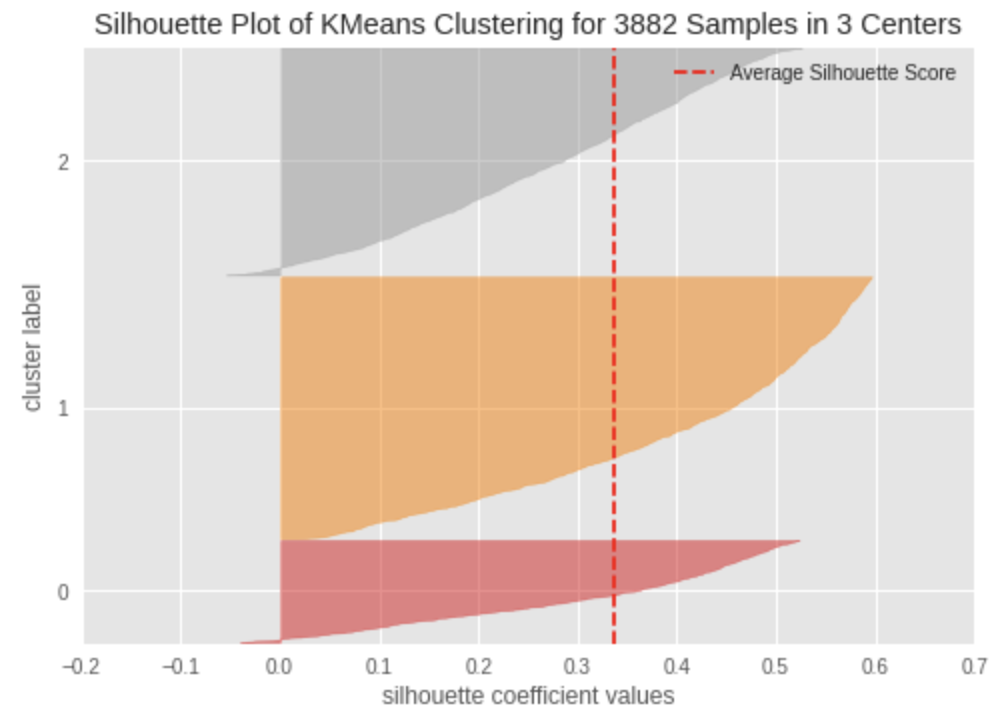 Silhouette Plot of KMeans Clustering for 3882 Samples in 3 Centers
Average Silhouette Score
2
1
0
cluster label
−0.2 −0.1 0.0 0.1 0.2 0.3 0.4 0.5 0.6 0.7
silhouette coefficient values